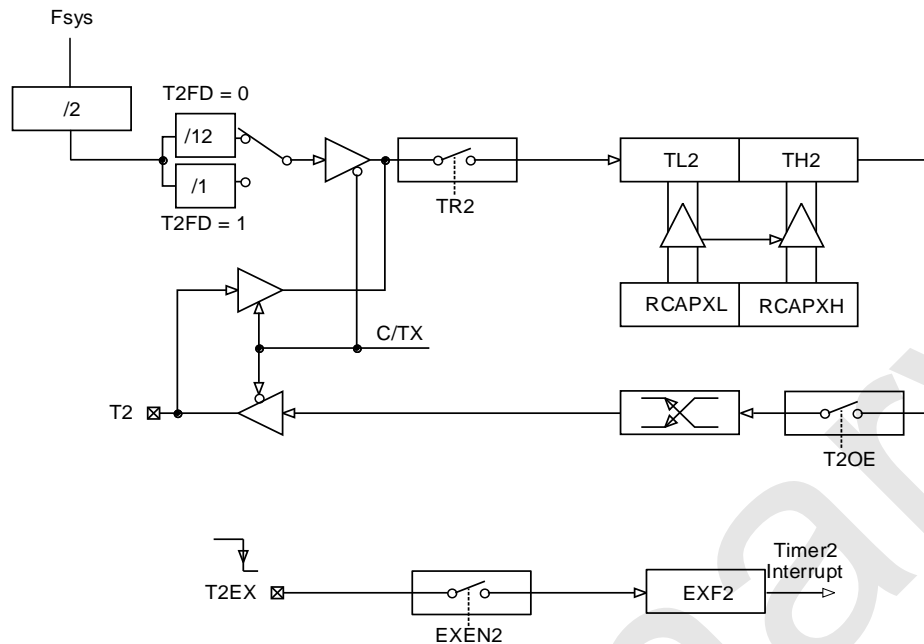 Fsys
/2
T2FD = 0
/12
/1
T2FD = 1
TR2
TL2
TH2
RCAPXL
RCAPXH
C/TX
T2
T2OE
T2EX
EXEN2
EXF2
Timer2
Interrupt